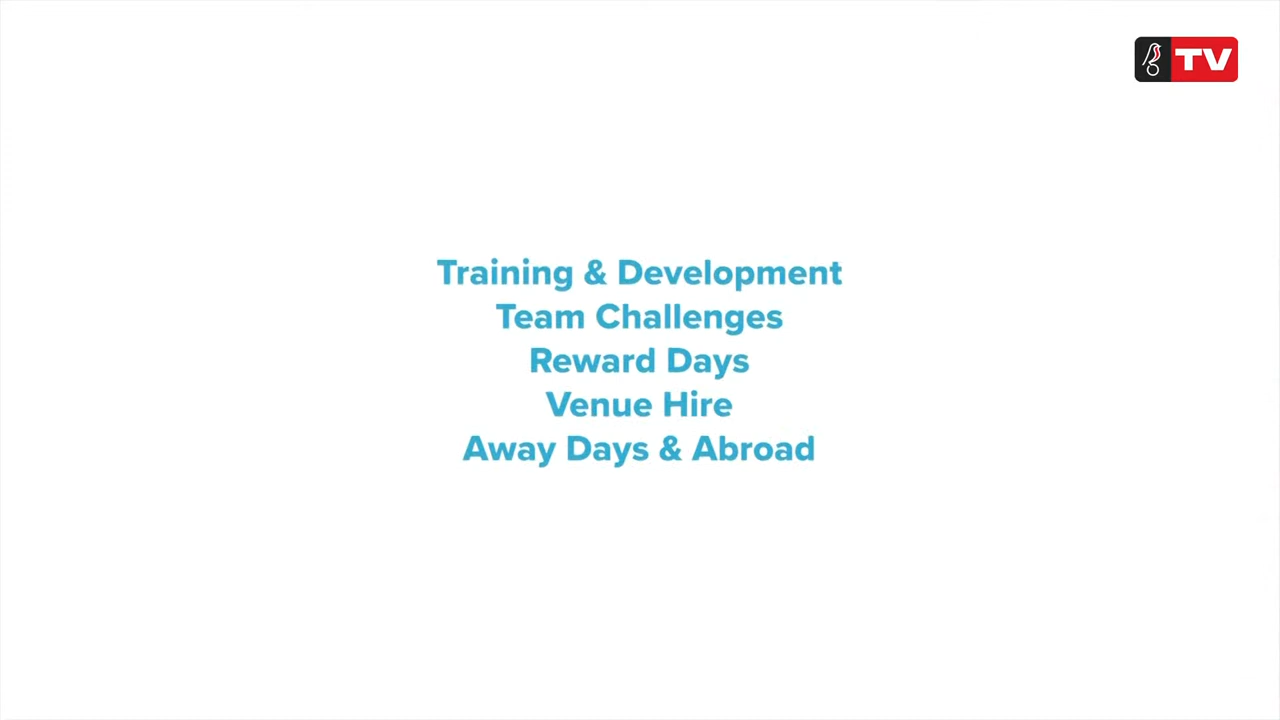 TV
Training & Development
Team Challenges
Reward Days
Venue Hire
Away Days & Abroad